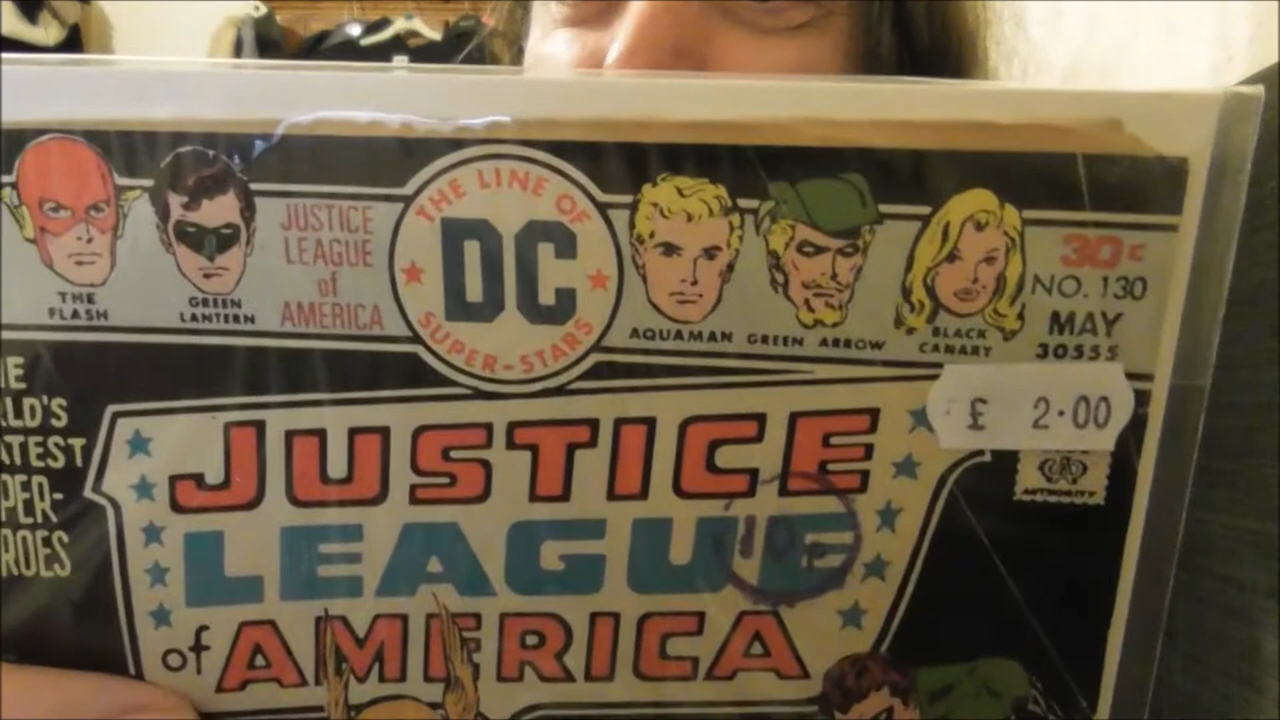 THE
FLASH
GREEN
LANTERN
JUSTICE
LEAGUE
of
AMERICA
THE LINE OF
DC
SUPER-STARS
AQUAMAN
GREEN ARROW
BLACK
CANARY
30¢
NO. 130
MAY
30555
£ 2.00
AUTHORITY
JUSTICE
LEAGUE
of AMERICA
10p